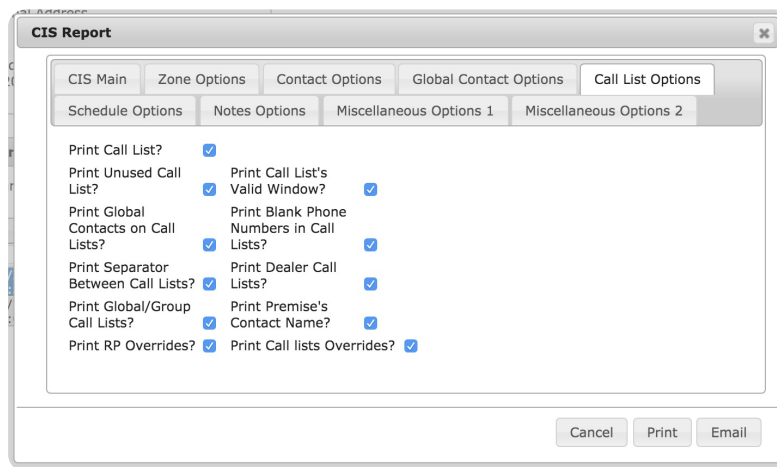 al Address
CIS Report
CIS Main Zone Options Contact Options Global Contact Options Call List Options
Schedule Options Notes Options Miscellaneous Options 1 Miscellaneous Options 2
Print Call List?
Print Unused Call Print Call List's
List? Valid Window?
Print Global Print Blank Phone
Contacts on Call Numbers in Call
Lists? Lists?
Print Separator Print Dealer Call
Between Call Lists? Lists?
Print Global/Group Print Premise's
Call Lists? Contact Name?
Print RP Overrides? Print Call lists Overrides?
Cancel Print Email